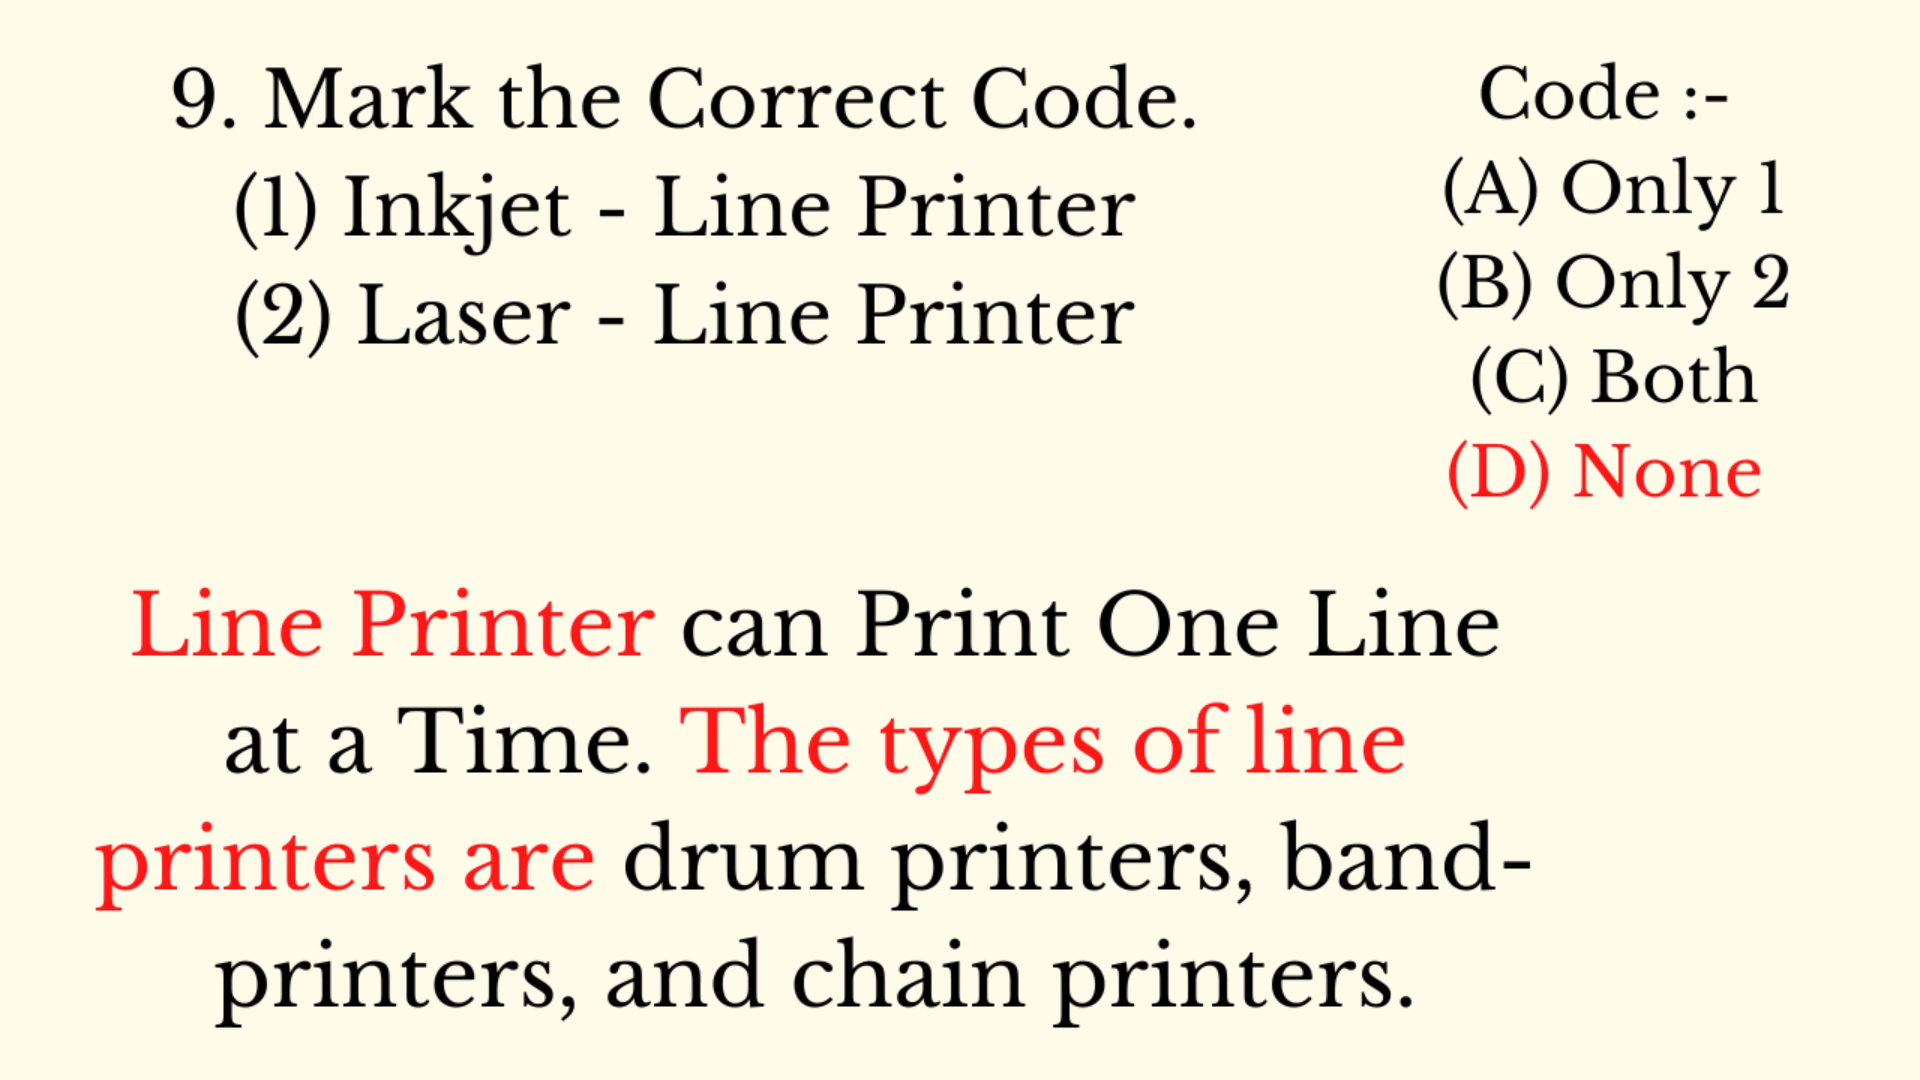 9. Mark the Correct Code.
(1) Inkjet - Line Printer
(2) Laser - Line Printer
Code :-
(A) Only 1
(B) Only 2
(C) Both
(D) None
Line Printer can Print One Line
at a Time. The types of line
printers are drum printers, band-
printers, and chain printers.